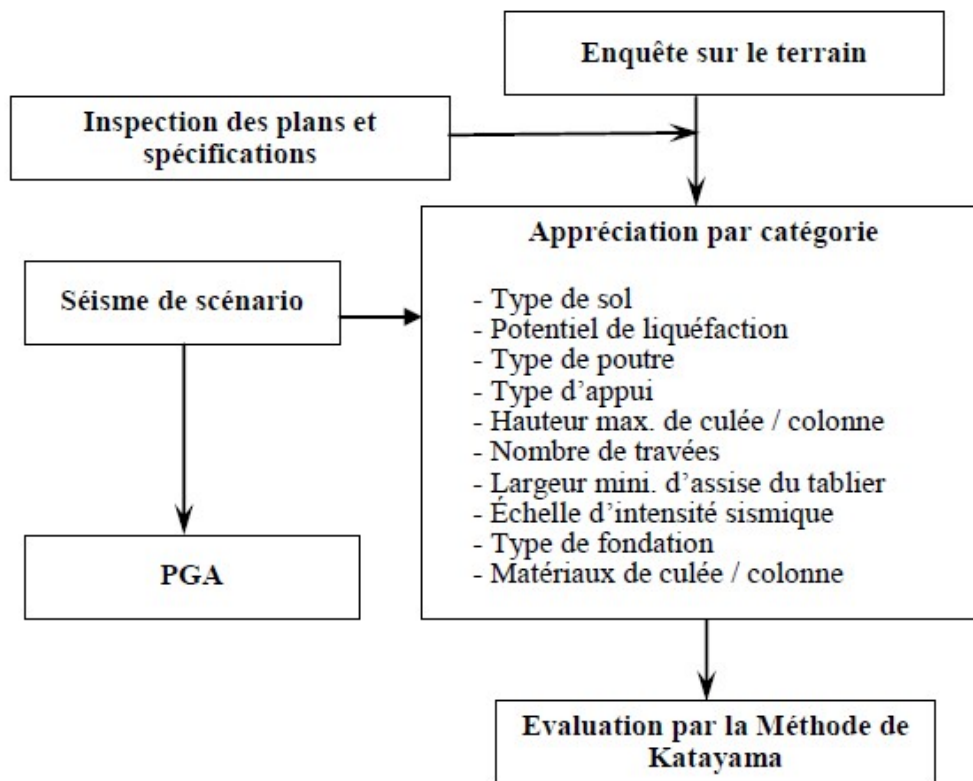 Enquête sur le terrain
Inspection des plans et
spécifications
Appréciation par catégorie
Séisme de scénario
- Type de sol
- Potentiel de liquéfaction
- Type de poutre
- Type d’appui
- Hauteur max. de culée / colonne
- Nombre de travées
- Largeur mini. d’assise du tablier
- Échelle d’intensité sismique
- Type de fondation
- Matériaux de culée / colonne
PGA
Evaluation par la Méthode de
Katayama